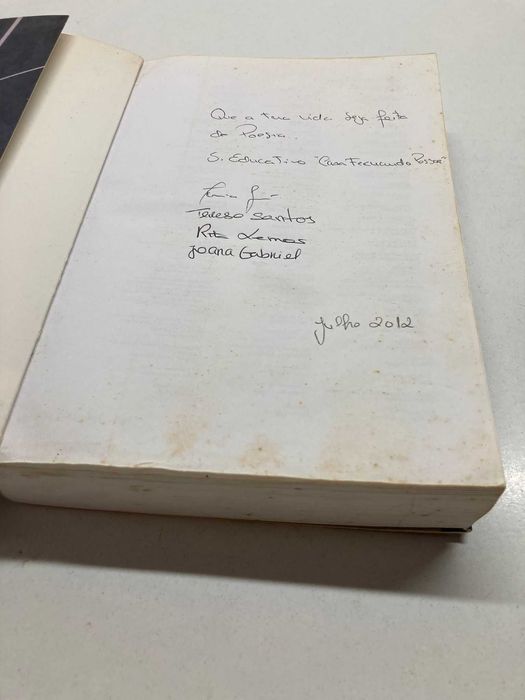 Que a tua vida seja feita
de Poesia.
S. Educativo "Casa Fernando Pessoa"
Teresa Santos
Rita Lemos
Joana Gabriel
Julho 2012